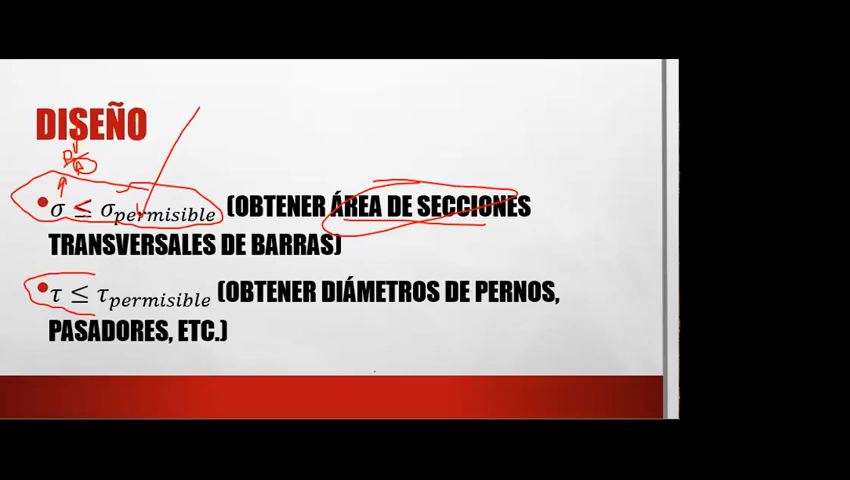 DISEÑO
P/A
• σ ≤ σpermisible (OBTENER ÁREA DE SECCIONES
TRANSVERSALES DE BARRAS)
• τ ≤ τpermisible (OBTENER DIÁMETROS DE PERNOS,
PASADORES, ETC.)